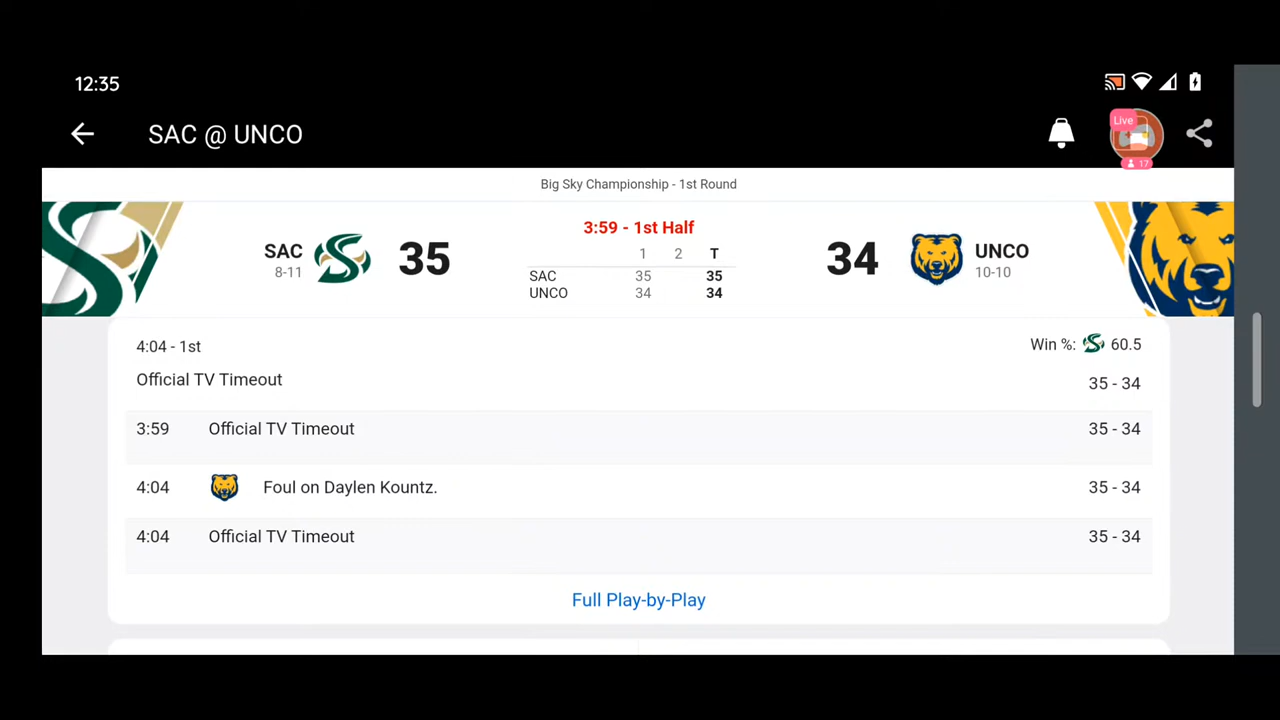 12:35
SAC @ UNCO
Live
17
Big Sky Championship - 1st Round
SAC
8-11
35
3:59 - 1st Half
1 2 T
SAC 35 35
UNCO 34 34
34
UNCO
10-10
4:04 - 1st
Win %: 60.5
Official TV Timeout 35 - 34
3:59 Official TV Timeout 35 - 34
4:04 Foul on Daylen Kountz. 35 - 34
4:04 Official TV Timeout 35 - 34
Full Play-by-Play